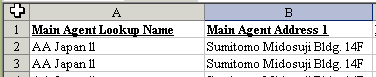 A B
1 Main Agent Lookup Name Main Agent Address 1
2 AA Japan ll Sumitomo Midosuji Bldg. 14F
3 AA Japan ll Sumitomo Midosuji Bldg. 14F